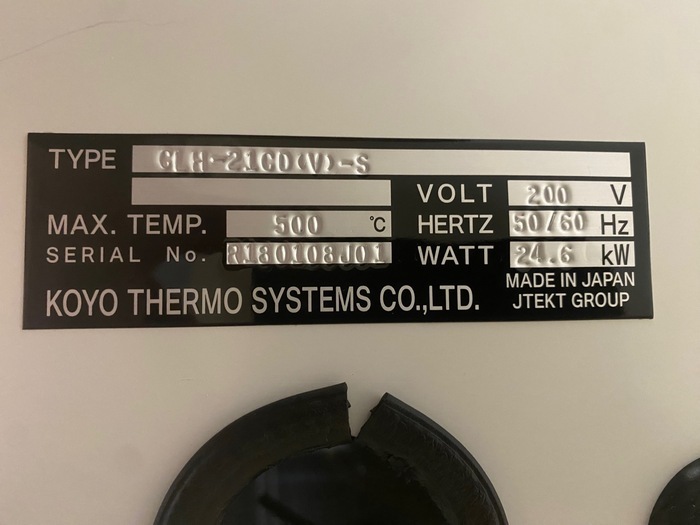 TYPE CLH-21CD(V)-S
VOLT 200 V
MAX. TEMP. 500 °C HERTZ 50/60 Hz
SERIAL No. R180108J01 WATT 24.6 kW
KOYO THERMO SYSTEMS CO.,LTD. MADE IN JAPAN
JTEKT GROUP